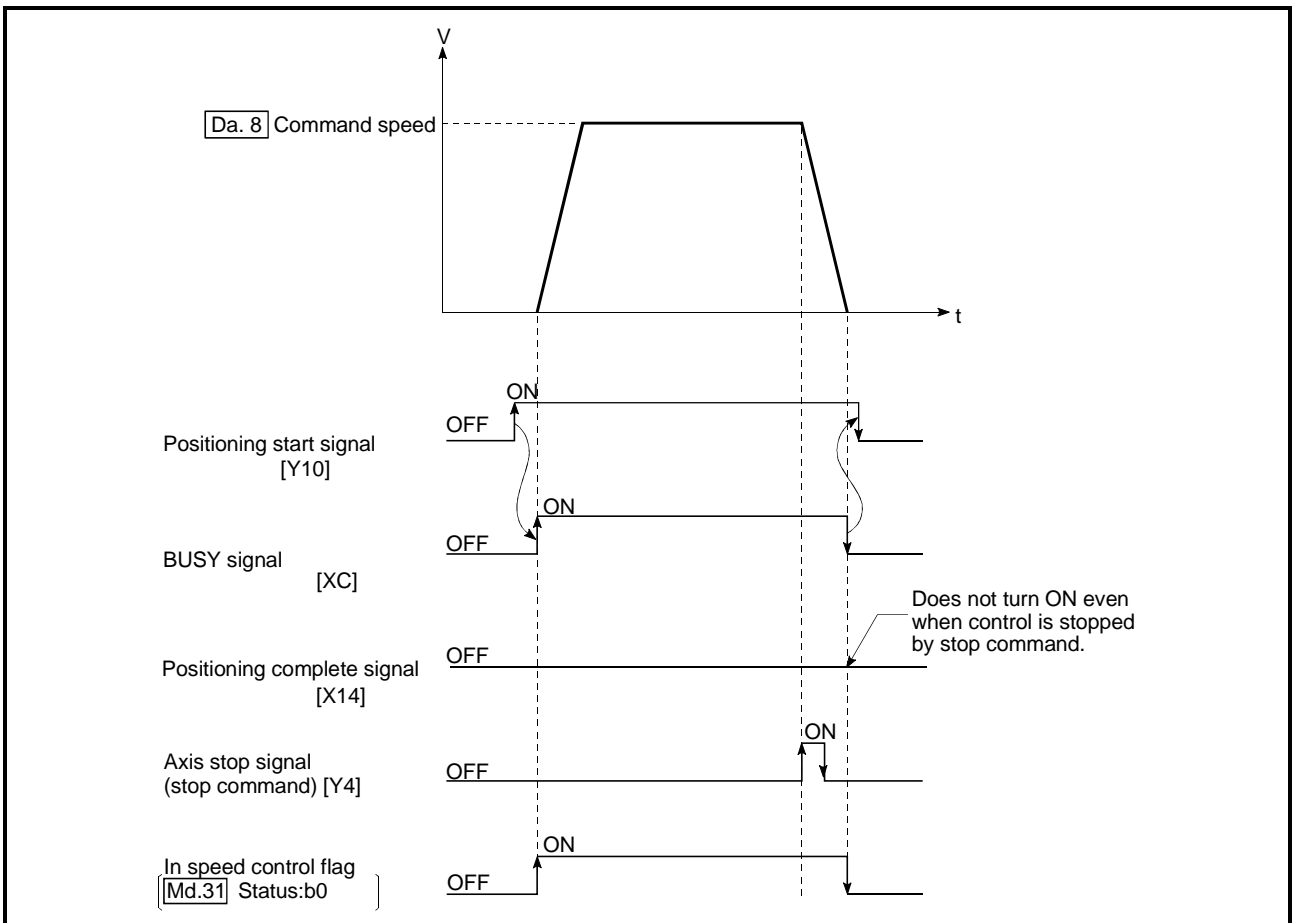 V
Da. 8 Command speed
t
ON
OFF
Positioning start signal
[Y10]
ON
OFF
BUSY signal
[XC]
Does not turn ON even
when control is stopped
by stop command.
OFF
Positioning complete signal
[X14]
ON
Axis stop signal
(stop command) [Y4]
OFF
ON
In speed control flag
OFF
Md.31 Status:b0